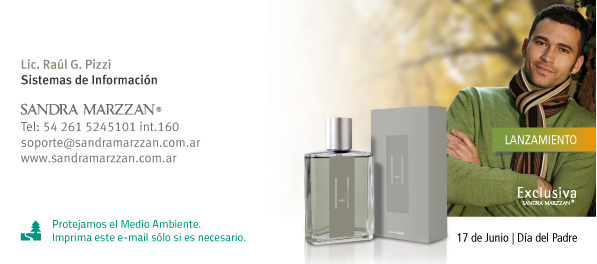 Lic. Raúl G. Pizzi
Sistemas de Información
SANDRA MARZZAN®
Tel: 54 261 5245101 int.160
soporte@sandramarzzan.com.ar
www.sandramarzzan.com.ar
Protejamos el Medio Ambiente.
Imprima este e-mail sólo si es necesario.
LANZAMIENTO
Exclusiva
SANDRA MARZZAN®
17 de Junio | Día del Padre